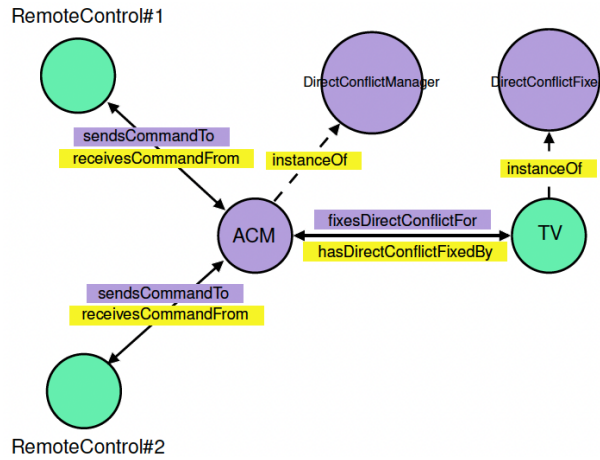 RemoteControl#1
DirectConflictManager
DirectConflictFixe
sendsCommandTo
receivesCommandFrom
instanceOf
instanceOf
ACM
fixesDirectConflictFor
hasDirectConflictFixedBy
TV
sendsCommandTo
receivesCommandFrom
RemoteControl#2